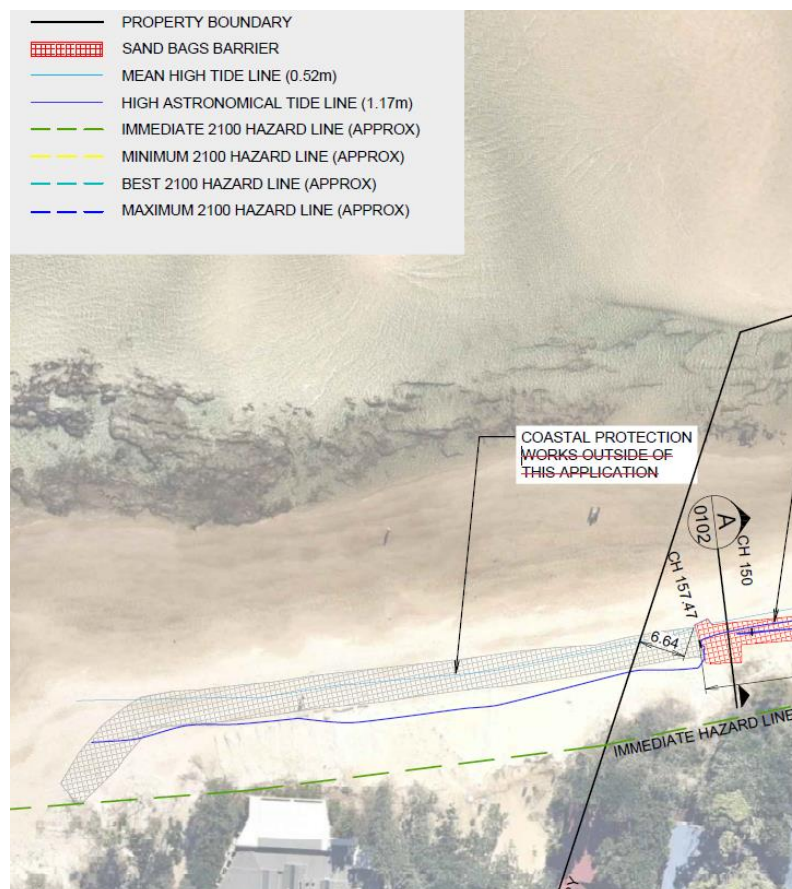 PROPERTY BOUNDARY
SAND BAGS BARRIER
MEAN HIGH TIDE LINE (0.52m)
HIGH ASTRONOMICAL TIDE LINE (1.17m)
IMMEDIATE 2100 HAZARD LINE (APPROX)
MINIMUM 2100 HAZARD LINE (APPROX)
BEST 2100 HAZARD LINE (APPROX)
MAXIMUM 2100 HAZARD LINE (APPROX)
COASTAL PROTECTION
WORKS OUTSIDE OF
THIS APPLICATION
A
0102
CH 150
CH 157.47
6.64
IMMEDIATE HAZARD LINE